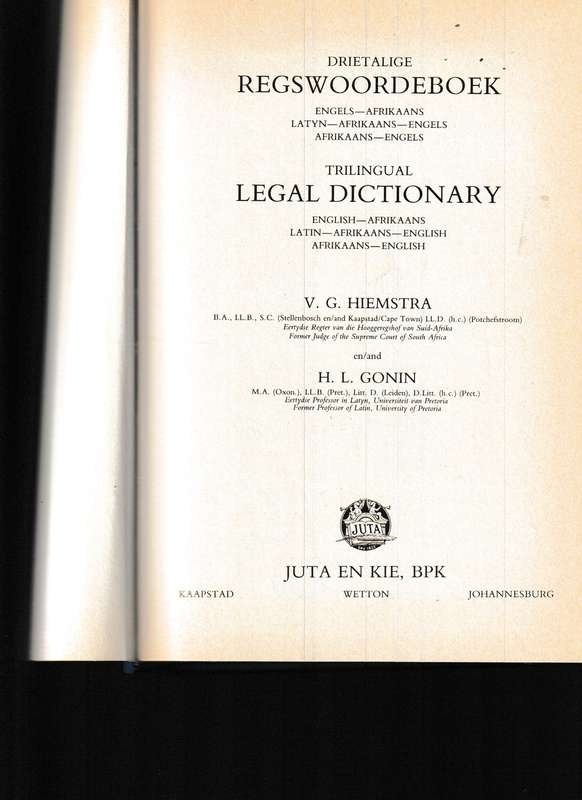 DRIETALIGE
REGSWOORDEBOEK
ENGELS—AFRIKAANS
LATYN—AFRIKAANS—ENGELS
AFRIKAANS—ENGELS
TRILINGUAL
LEGAL DICTIONARY
ENGLISH—AFRIKAANS
LATIN—AFRIKAANS—ENGLISH
AFRIKAANS—ENGLISH
V. G. HIEMSTRA
B.A., LL.B., S.C. (Stellenbosch en/and Kaapstad/Cape Town) LL.D. (h.c.) (Potchefstroom)
Eertydse Regter van die Hooggeregshof van Suid-Afrika
Former Judge of the Supreme Court of South Africa
en/and
H. L. GONIN
M.A. (Oxon.), LL.B. (Pret.), Litt. D. (Leiden), D.Litt. (h.c.) (Pret.)
Eertydse Professor in Latyn, Universiteit van Pretoria
Former Professor of Latin, University of Pretoria
JUTA
JUTA EN KIE, BPK
KAAPSTAD WETTON JOHANNESBURG